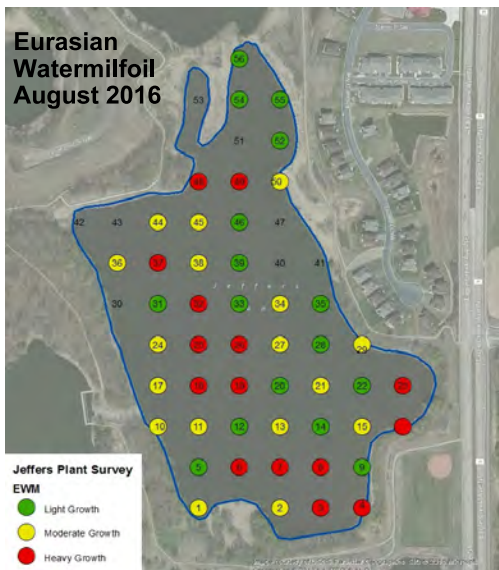 Eurasian
Watermilfoil
August 2016
56
53 54 55
51 52
48 49 50
42 43 44 45 46 47
36 37 38 39 40 41
Jeffers
30 31 32 33 34 35
24 25 26 27 28 29
17 18 19 20 21 22 23
10 11 12 13 14 15
5 6 7 8 9
1 2 3 4
Jeffers Plant Survey
EWM
Light Growth
Moderate Growth
Heavy Growth